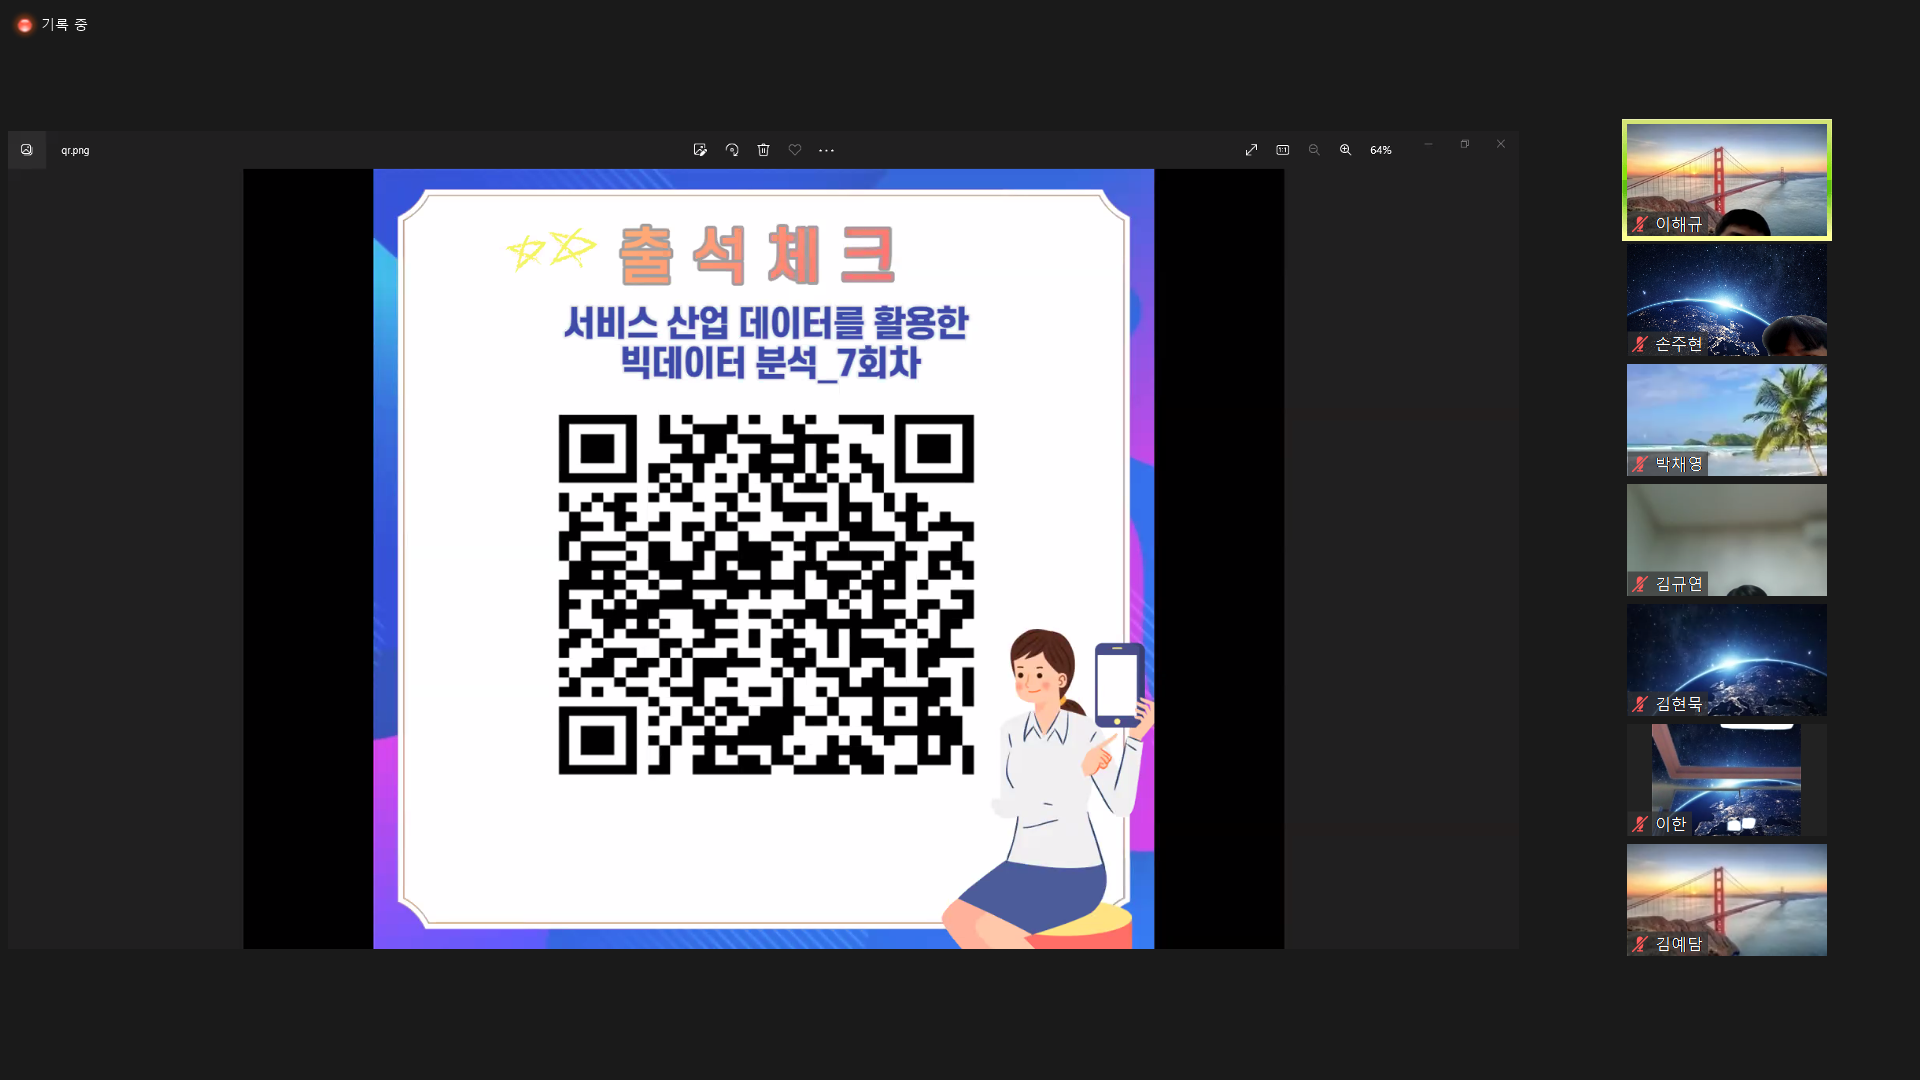 기록 중
qr.png
64%
출석체크
서비스 산업 데이터를 활용한
빅데이터 분석_7회차
이해규
손주현
박채영
김규연
김현묵
이한
김예담